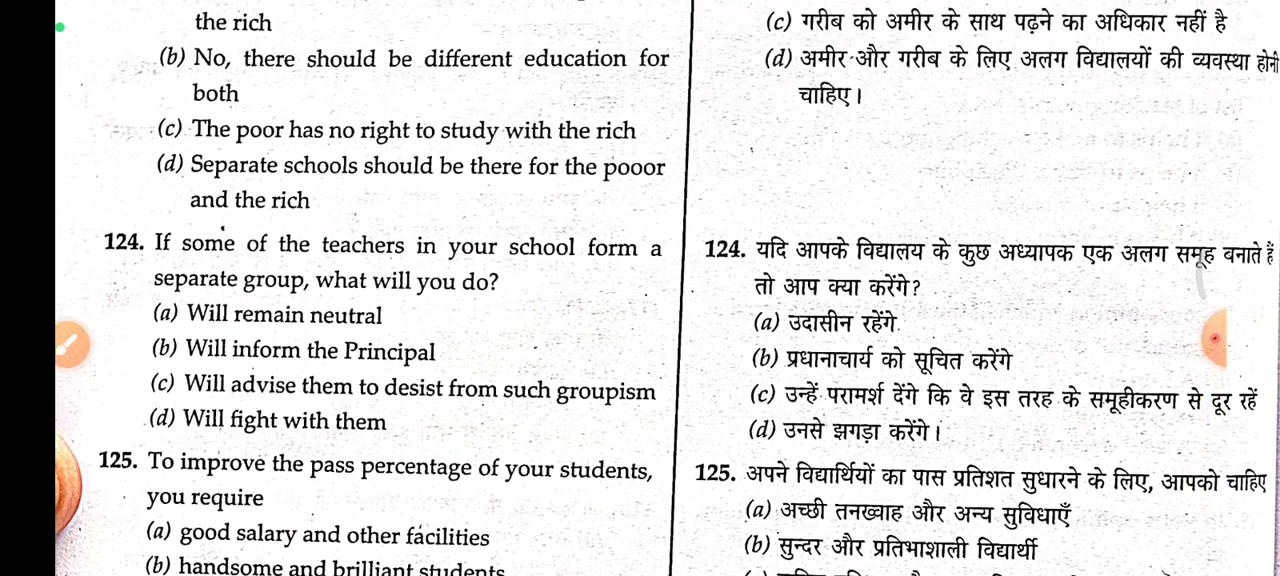 the rich
(b) No, there should be different education for
both
(c) The poor has no right to study with the rich
(d) Separate schools should be there for the pooor
and the rich
124. If some of the teachers in your school form a
separate group, what will you do?
(a) Will remain neutral
(b) Will inform the Principal
(c) Will advise them to desist from such groupism
(d) Will fight with them
125. To improve the pass percentage of your students,
you require
(a) good salary and other facilities
(b) handsome and brilliant students
(c) गरीब को अमीर के साथ पढ़ने का अधिकार नहीं है
(d) अमीर और गरीब के लिए अलग विद्यालयों की व्यवस्था होनी
चाहिए।
124. यदि आपके विद्यालय के कुछ अध्यापक एक अलग समूह बनाते हैं
तो आप क्या करेंगे?
(a) उदासीन रहेंगे
(b) प्रधानाचार्य को सूचित करेंगे
(c) उन्हें परामर्श देंगे कि वे इस तरह के समूहीकरण से दूर रहें
(d) उनसे झगड़ा करेंगे।
125. अपने विद्यार्थियों का पास प्रतिशत सुधारने के लिए, आपको चाहिए
(a) अच्छी तनख्वाह और अन्य सुविधाएँ
(b) सुन्दर और प्रतिभाशाली विद्यार्थी